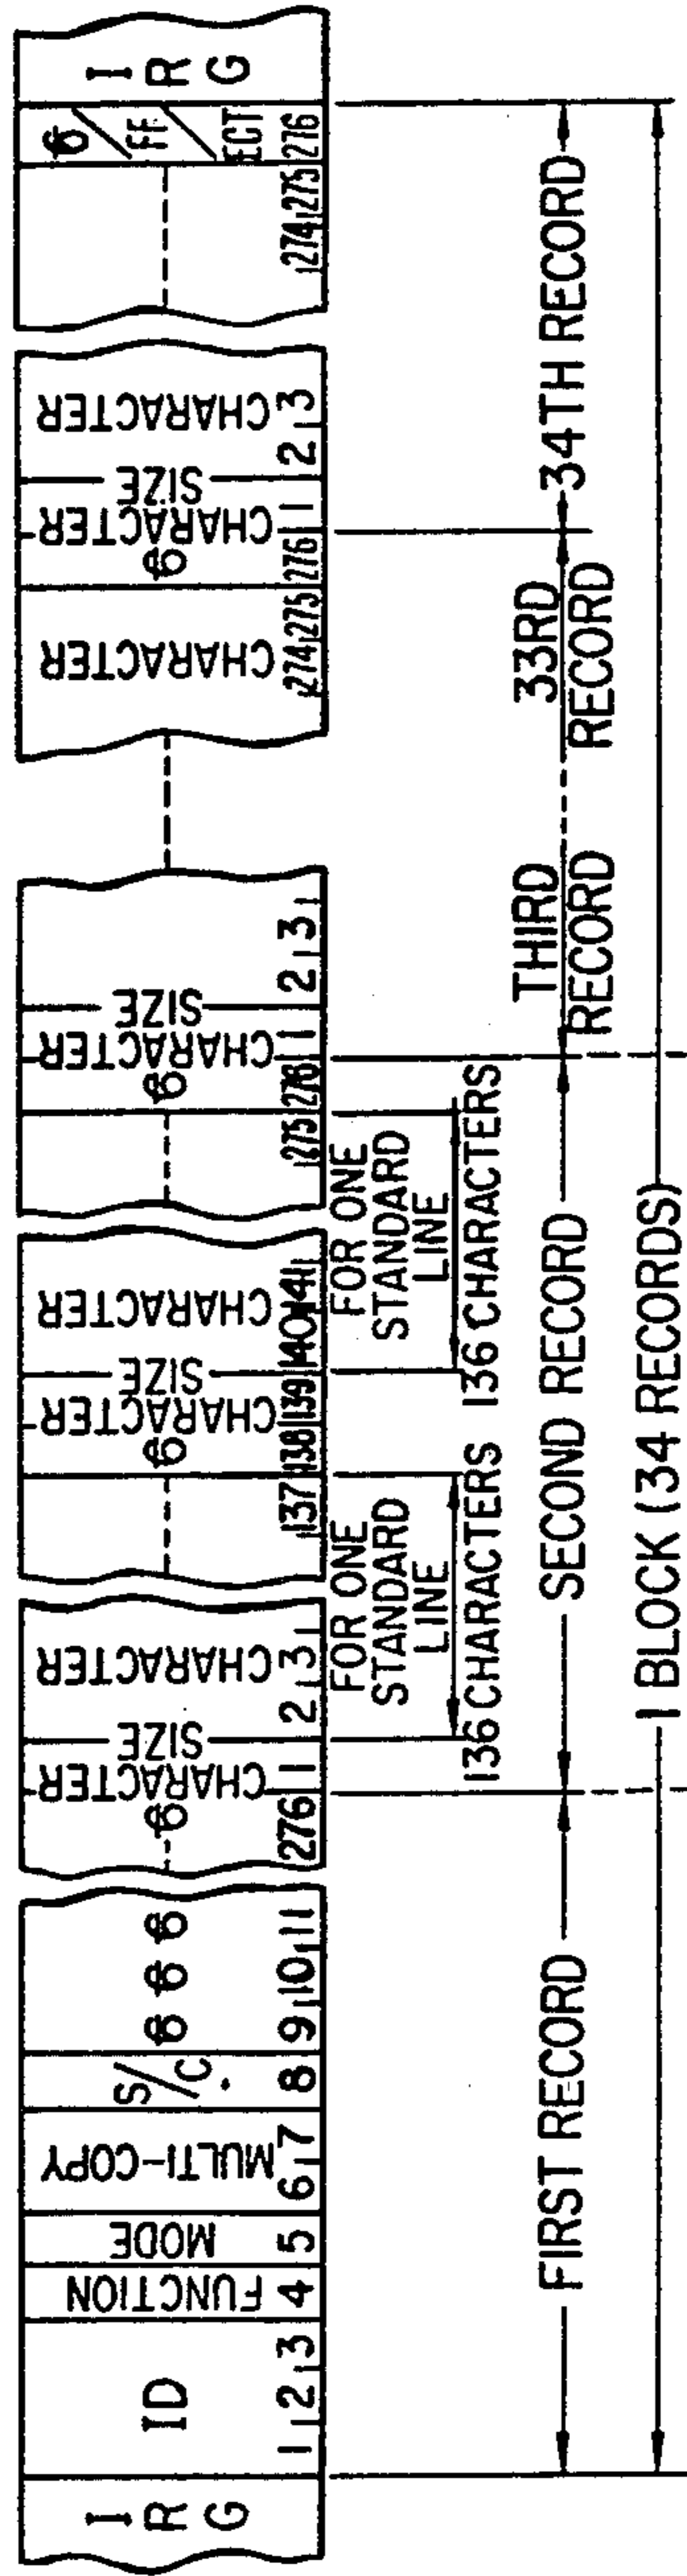 I R G
ID
1 2 3
FUNCTION
4
MODE
5
MULTI-COPY
6 7
S/C.
8
ϐ ϐ ϐ
9 10 11
ϐ
276
CHARACTER SIZE
1
CHARACTER
2 3
137
ϐ
138
CHARACTER SIZE
139
CHARACTER
140 141
275
ϐ
276
CHARACTER SIZE
1
2 3
CHARACTER
274 275
ϐ
276
CHARACTER SIZE
1
CHARACTER
2 3
274 275
ϐ/FF/ECT
276
I R G
FOR ONE
STANDARD
LINE
136 CHARACTERS
FOR ONE
STANDARD
LINE
136 CHARACTERS
FIRST RECORD
SECOND RECORD
THIRD
RECORD
33RD
RECORD
34TH RECORD
1 BLOCK (34 RECORDS)